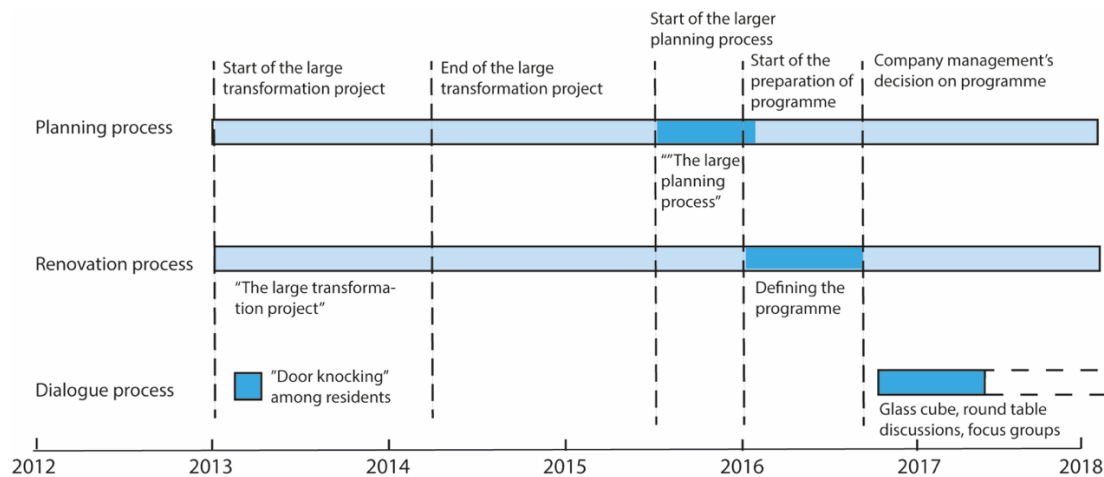 Start of the larger
planning process
Start of the large
transformation project
End of the large
transformation project
Start of the
preparation of
programme
Company management’s
decision on programme
Planning process
“”The large
planning
process”
Renovation process
“The large transforma-
tion project”
Defining the
programme
Dialogue process
”Door knocking”
among residents
Glass cube, round table
discussions, focus groups
2012 2013 2014 2015 2016 2017 2018